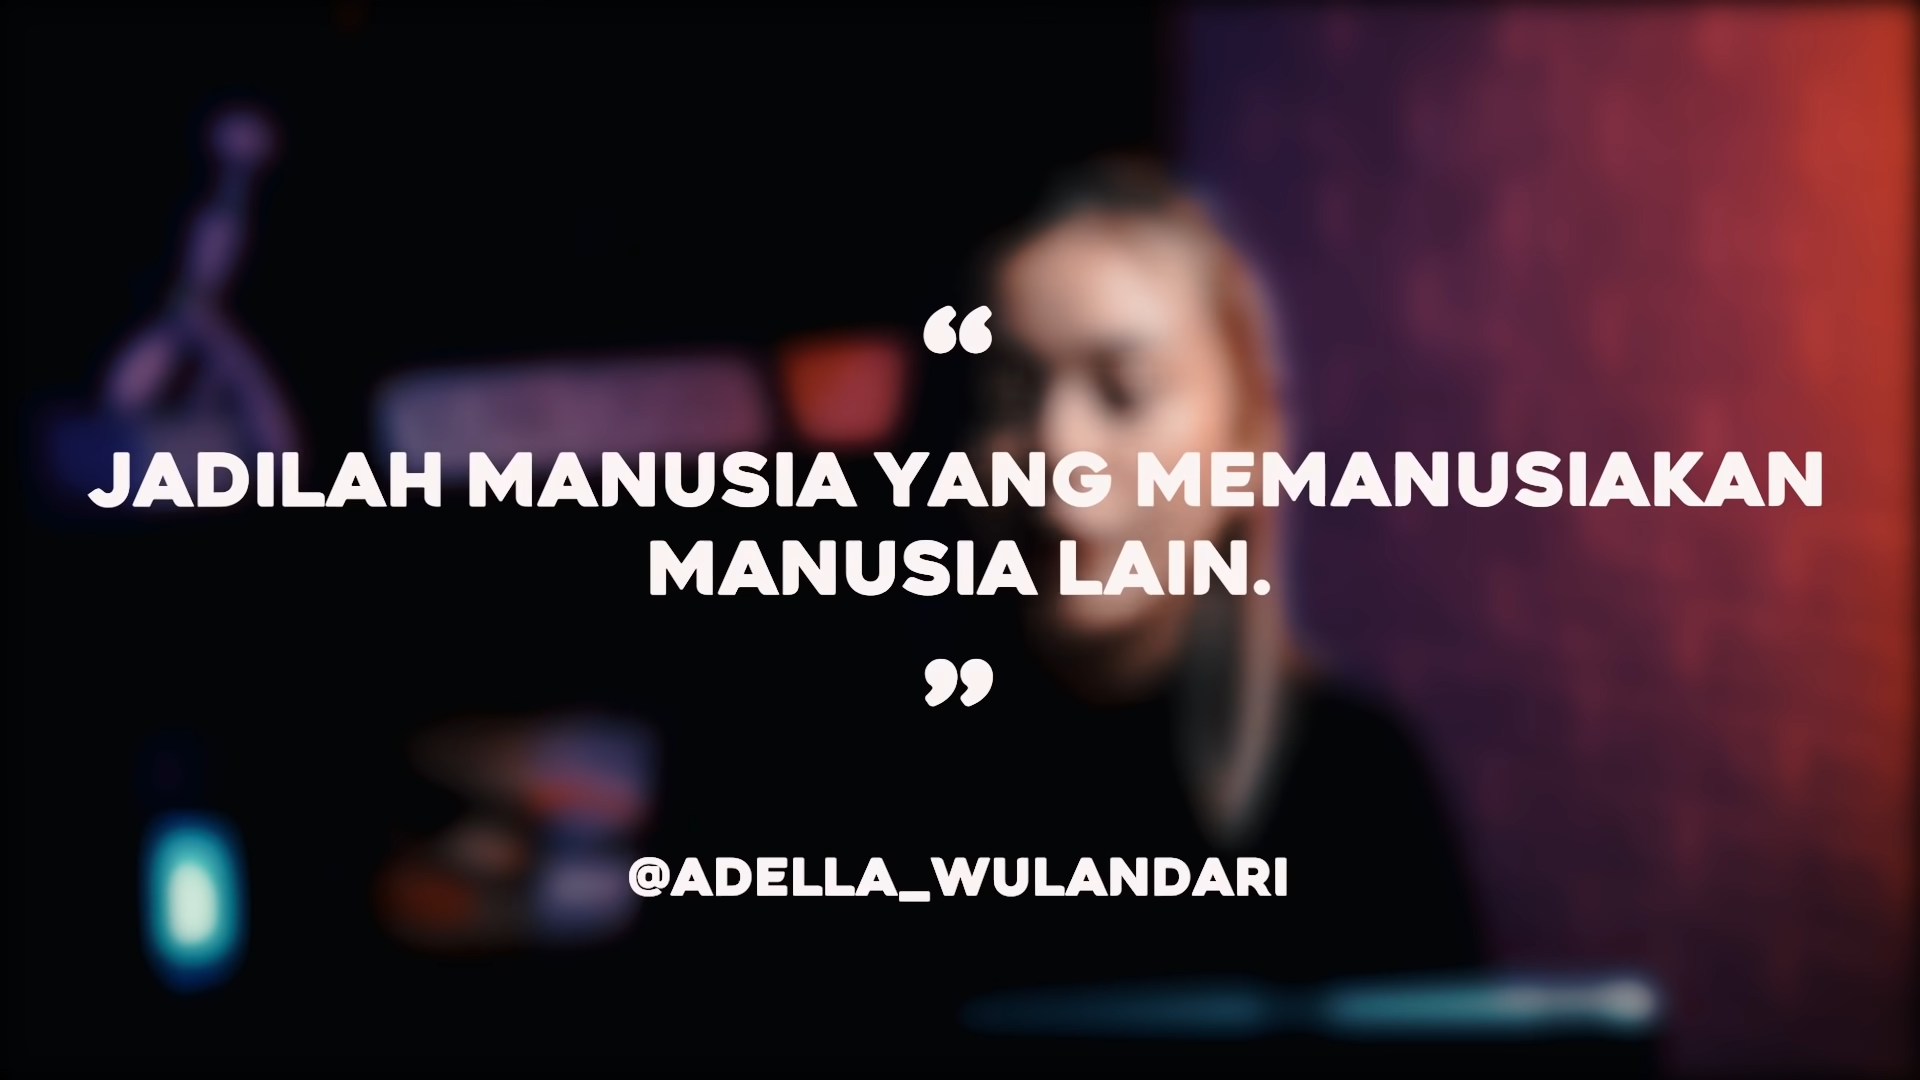 “
JADILAH MANUSIA YANG MEMANUSIAKAN
MANUSIA LAIN.
”
@ADELLA_WULANDARI